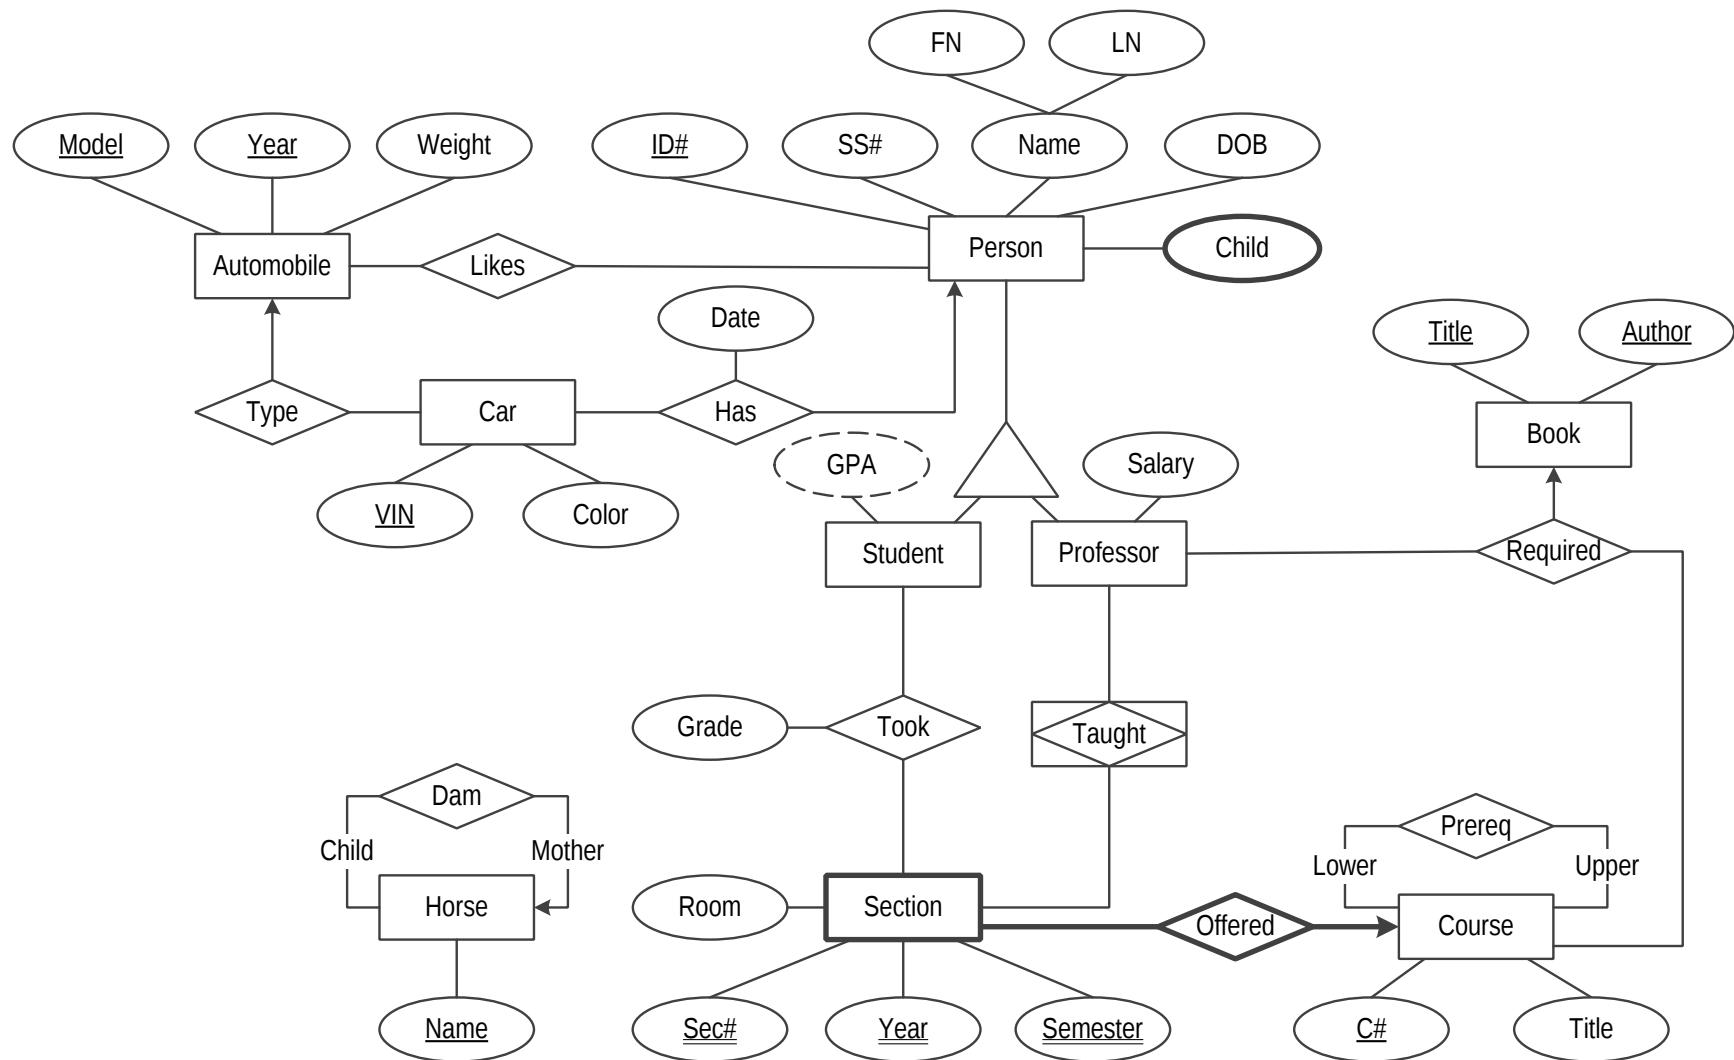 FN
LN
Model
Year
Weight
ID#
SS#
Name
DOB
Automobile
Likes
Person
Child
Date
Title
Author
Type
Car
Has
Book
GPA
Salary
VIN
Color
Student
Professor
Required
Grade
Took
Taught
Dam
Prereq
Child
Mother
Lower
Upper
Horse
Room
Section
Offered
Course
Name
Sec#
Year
Semester
C#
Title